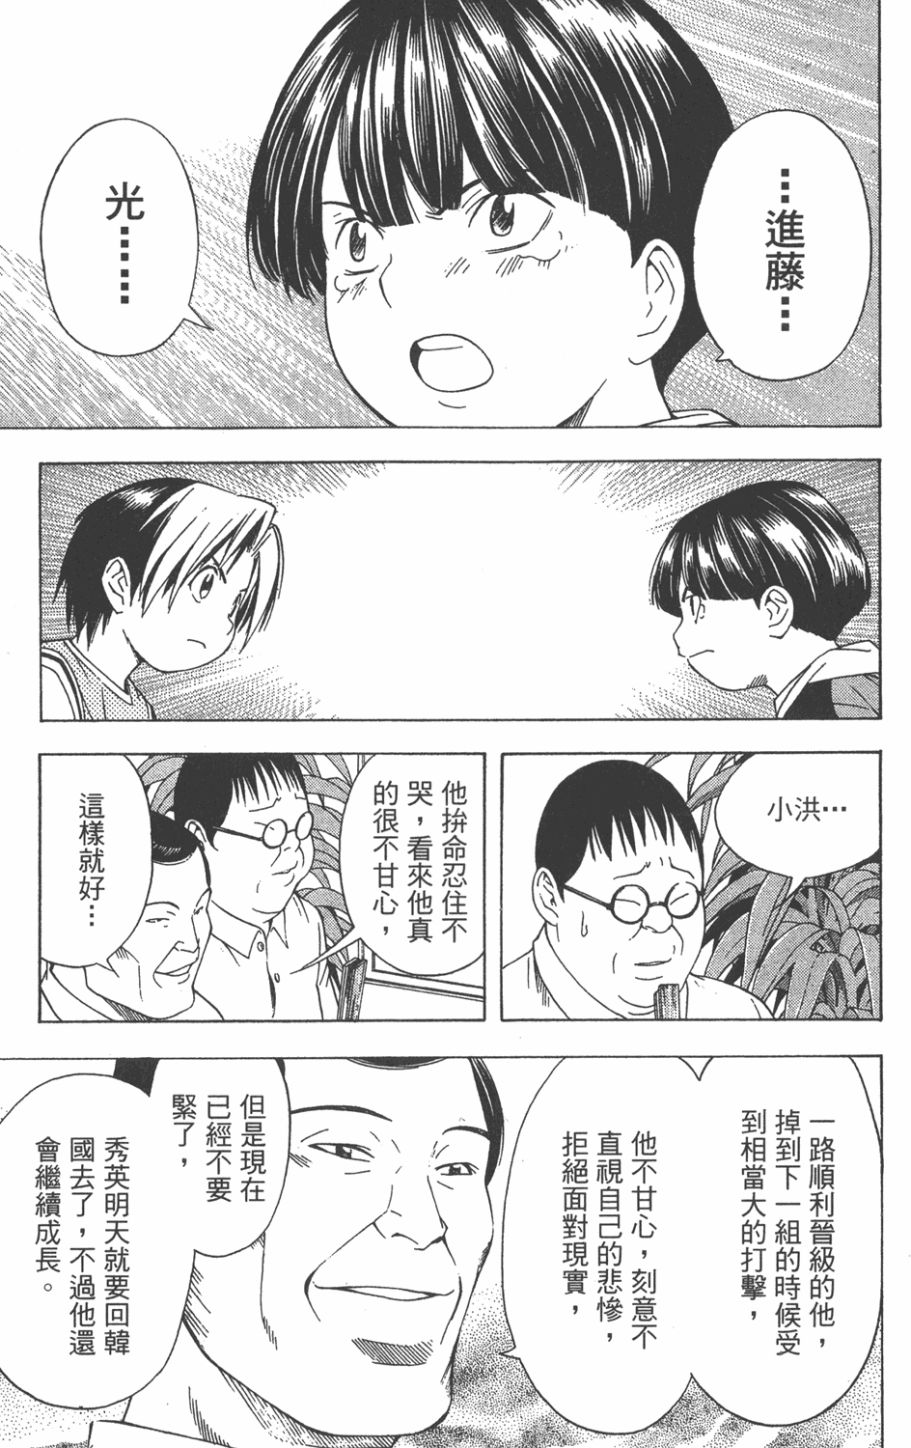 …進藤…
光……
小洪…
他拚命忍住不
哭，看來他真
的很不甘心，
這樣就好…
一路順利晉級的他，
掉到下一組的時候受
到相當大的打擊，
他不甘心，刻意不
直視自己的悲慘，
拒絕面對現實，
但是現在
已經不要
緊了，
秀英明天就要回韓
國去了，不過他還
會繼續成長。